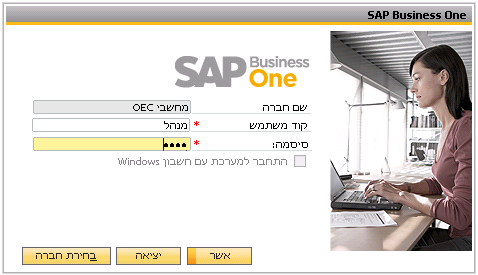 SAP Business One
SAP Business One
שם חברה מחשבי OEC
קוד משתמש * מנהל
סיסמה: * ●●●●
התחבר למערכת עם חשבון Windows
אשר יציאה בחירת חברה